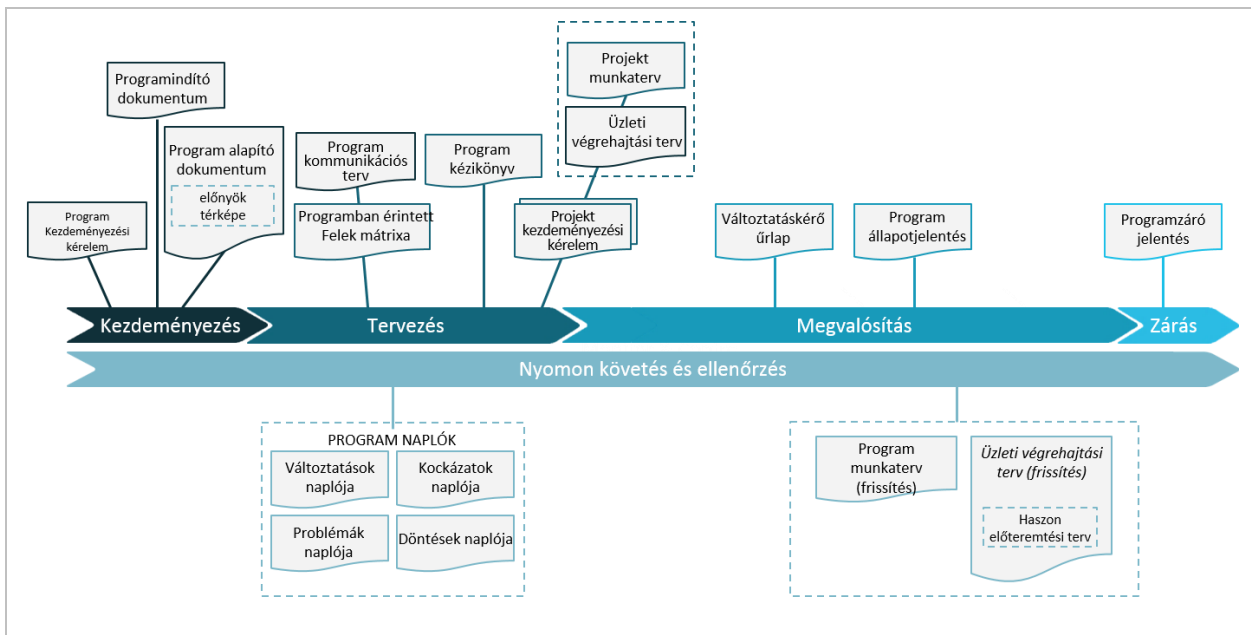 Programindító
dokumentum
Program alapító
dokumentum
előnyök
térképe
Program
Kezdeményezési
kérelem
Program
kommunikációs
terv
Programban érintett
Felek mátrixa
Program
kézikönyv
Projekt
munkaterv
Üzleti
végrehajtási terv
Projekt
kezdeményezési
kérelem
Változtatáskérő
űrlap
Program
állapotjelentés
Programzáró
jelentés
Kezdeményezés
Tervezés
Megvalósítás
Zárás
Nyomon követés és ellenőrzés
PROGRAM NAPLÓK
Változtatások
naplója
Kockázatok
naplója
Problémák
naplója
Döntések naplója
Program
munkaterv
(frissítés)
Üzleti végrehajtási
terv (frissítés)
Haszon
előteremtési terv